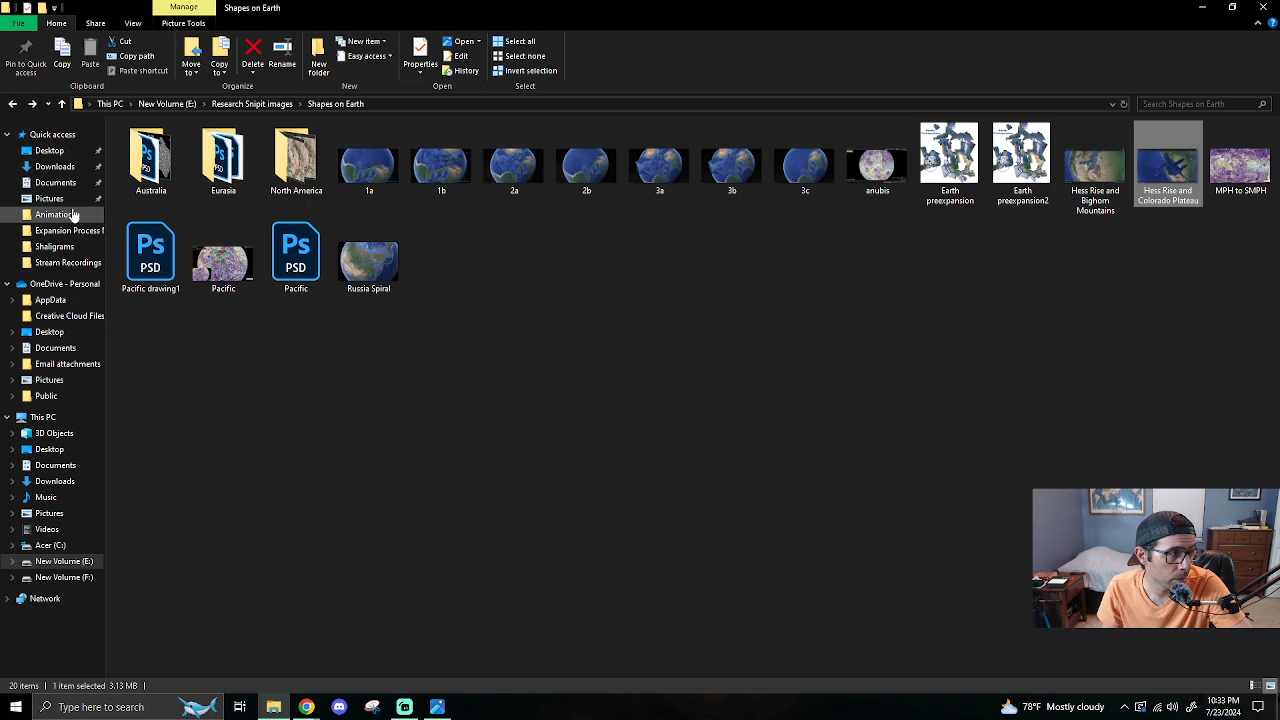 Manage
Shapes on Earth
File
Home
Share
View
Picture Tools
Pin to Quick access
Copy
Paste
Cut
Copy path
Paste shortcut
Clipboard
Move to
Copy to
Delete
Rename
Organize
New folder
New item
Easy access
New
Properties
Open
Edit
History
Open
Select all
Select none
Invert selection
Select
This PC > New Volume (E:) > Research Snipit images > Shapes on Earth
Search Shapes on Earth
Quick access
Desktop
Downloads
Documents
Pictures
Animation
Expansion Process
Shaligrams
Stream Recordings
OneDrive - Personal
AppData
Creative Cloud Files
Desktop
Documents
Email attachments
Pictures
Public
This PC
3D Objects
Desktop
Documents
Downloads
Music
Pictures
Videos
Acer (C:)
New Volume (E:)
New Volume (F:)
Network
Australia
Eurasia
North America
1a
1b
2a
2b
3a
3b
3c
anubis
Earth preexpansion
Earth preexpansion2
Hess Rise and Bighorn Mountains
Hess Rise and Colorado Plateau
MPH to SMPH
Ps
PSD
Pacific drawing1
Pacific
Ps
PSD
Pacific
Russia Spiral
20 items
1 item selected 3.13 MB
Type here to search
78°F Mostly cloudy
10:33 PM
7/23/2024